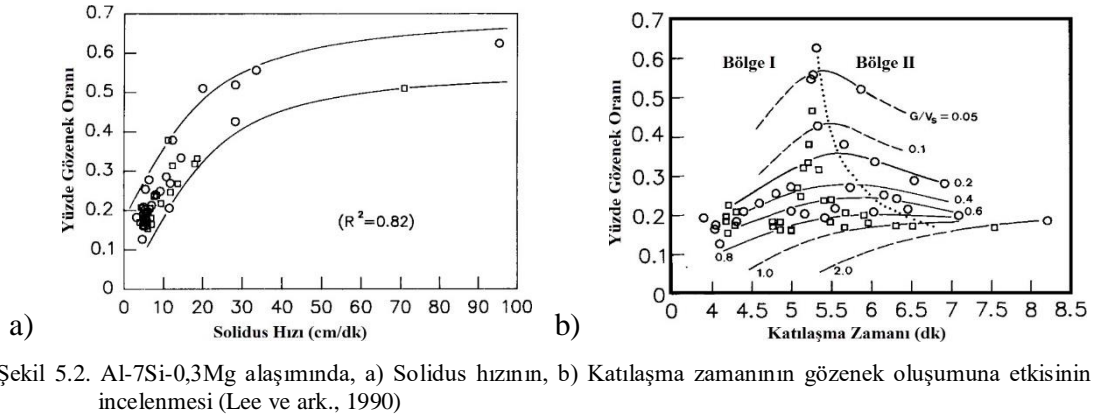 0.7
0.6
0.5
0.4
0.3
0.2
0.1
0
Yüzde Gözenek Oranı
(R²=0.82)
0 10 20 30 40 50 60 70 80 90 100
Solidus Hızı (cm/dk)
a)
0.7
0.6
0.5
0.4
0.3
0.2
0.1
0
Yüzde Gözenek Oranı
Bölge I Bölge II
G/Vs = 0.05
0.1
0.2
0.4
0.6
0.8
1.0
2.0
0 4 4.5 5 5.5 6 6.5 7 7.5 8 8.5
Katılaşma Zamanı (dk)
b)
Şekil 5.2. Al-7Si-0,3Mg alaşımında, a) Solidus hızının, b) Katılaşma zamanının gözenek oluşumuna etkisinin
incelenmesi (Lee ve ark., 1990)